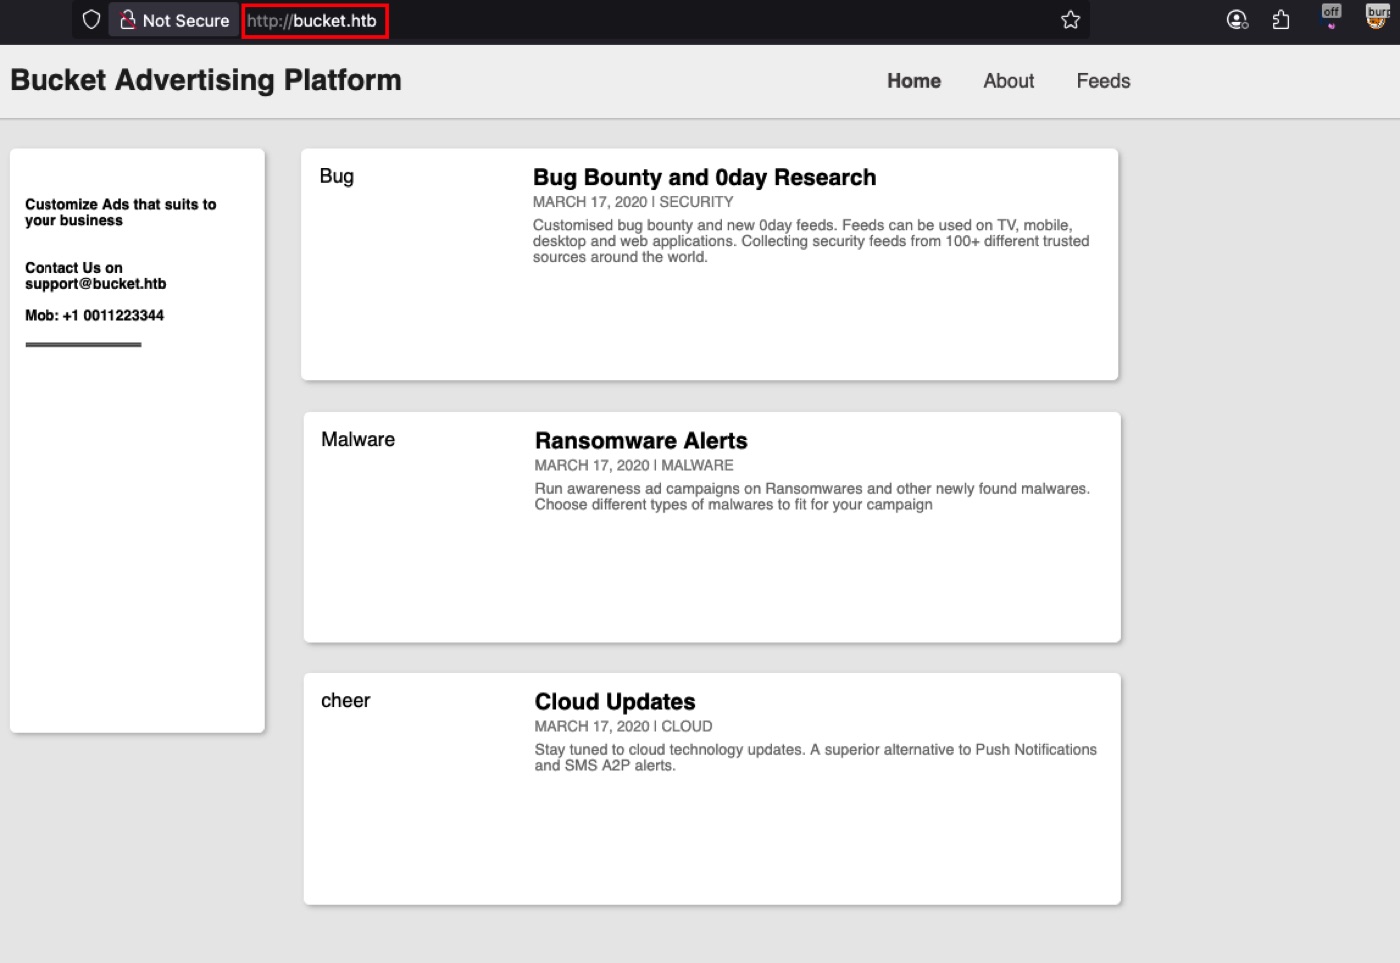 Not Secure
http://bucket.htb
off
burp
Bucket Advertising Platform
Home
About
Feeds
Customize Ads that suits to
your business
Contact Us on
support@bucket.htb
Mob: +1 0011223344
Bug
Bug Bounty and 0day Research
MARCH 17, 2020 | SECURITY
Customised bug bounty and new 0day feeds. Feeds can be used on TV, mobile,
desktop and web applications. Collecting security feeds from 100+ different trusted
sources around the world.
Malware
Ransomware Alerts
MARCH 17, 2020 | MALWARE
Run awareness ad campaigns on Ransomwares and other newly found malwares.
Choose different types of malwares to fit for your campaign
cheer
Cloud Updates
MARCH 17, 2020 | CLOUD
Stay tuned to cloud technology updates. A superior alternative to Push Notifications
and SMS A2P alerts.